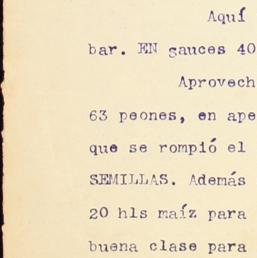 Aquí
bar. EN gauces 40
Aprovech
63 peones, en ape
que se rompió el
SEMILLAS. Además
20 hls maíz para
buena clase para